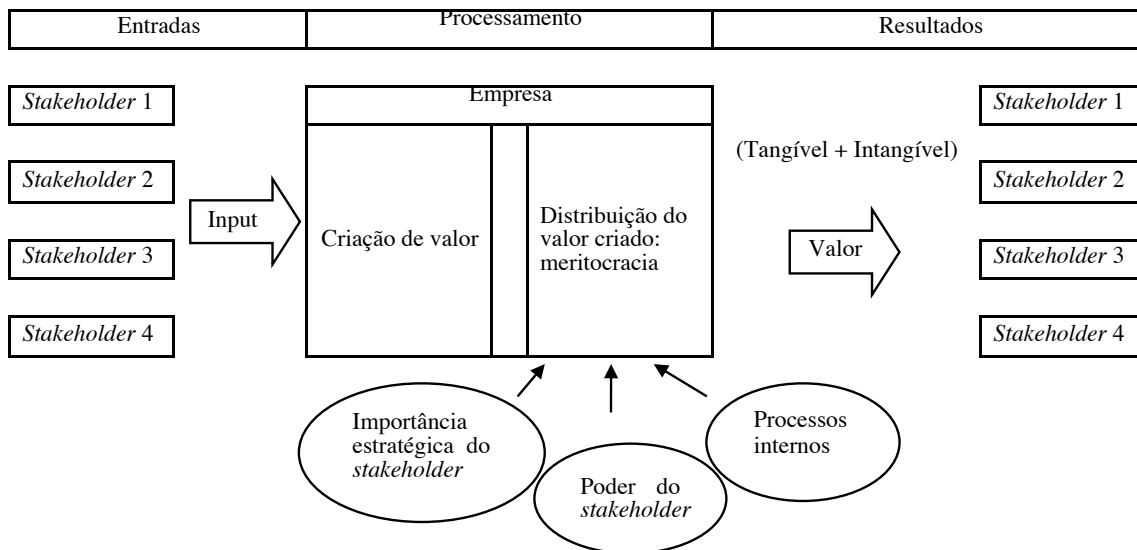 Entradas
Processamento
Resultados
Stakeholder 1
Stakeholder 2
Stakeholder 3
Stakeholder 4
Input
Empresa
Criação de valor
Distribuição do
valor criado:
meritocracia
(Tangível + Intangível)
Valor
Stakeholder 1
Stakeholder 2
Stakeholder 3
Stakeholder 4
Importância
estratégica do
stakeholder
Poder do
stakeholder
Processos
internos